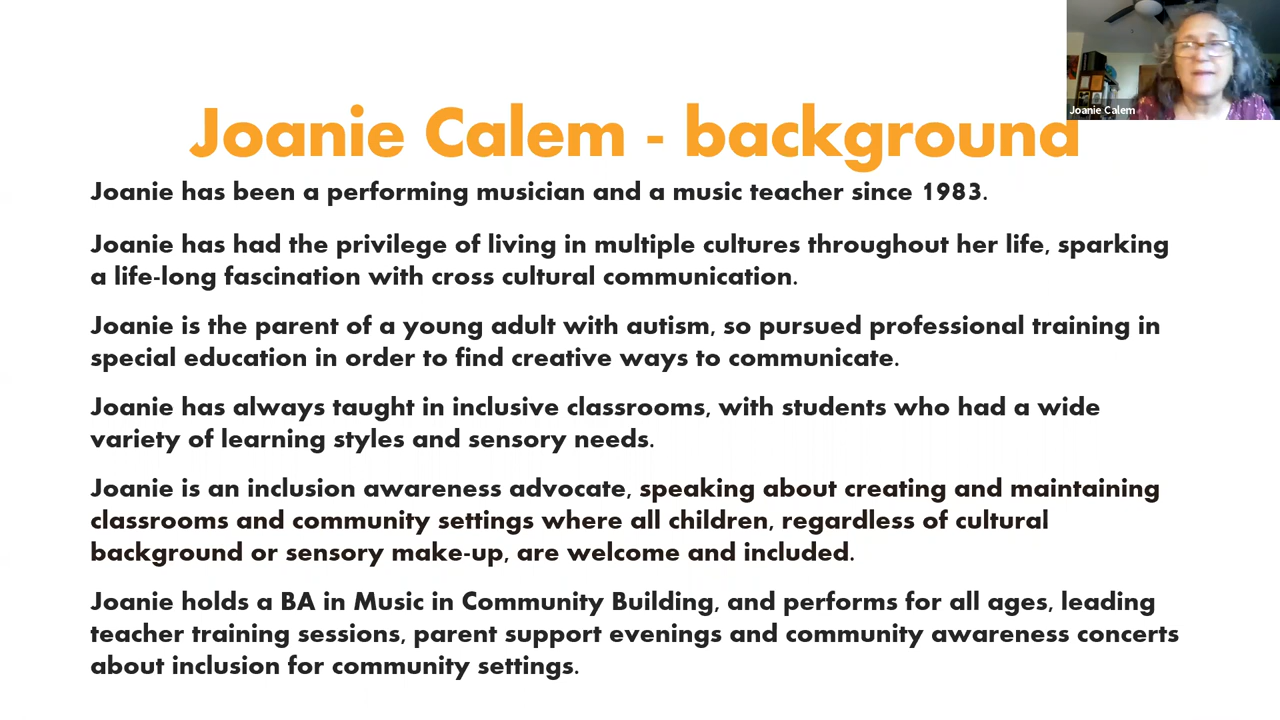 Joanie Calem
Joanie Calem - background
Joanie has been a performing musician and a music teacher since 1983.
Joanie has had the privilege of living in multiple cultures throughout her life, sparking
a life-long fascination with cross cultural communication.
Joanie is the parent of a young adult with autism, so pursued professional training in
special education in order to find creative ways to communicate.
Joanie has always taught in inclusive classrooms, with students who had a wide
variety of learning styles and sensory needs.
Joanie is an inclusion awareness advocate, speaking about creating and maintaining
classrooms and community settings where all children, regardless of cultural
background or sensory make-up, are welcome and included.
Joanie holds a BA in Music in Community Building, and performs for all ages, leading
teacher training sessions, parent support evenings and community awareness concerts
about inclusion for community settings.